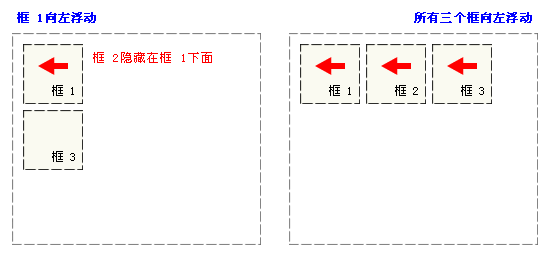 框 1向左浮动
框 2隐藏在框 1下面
框 1
框 3
所有三个框向左浮动
框 1
框 2
框 3